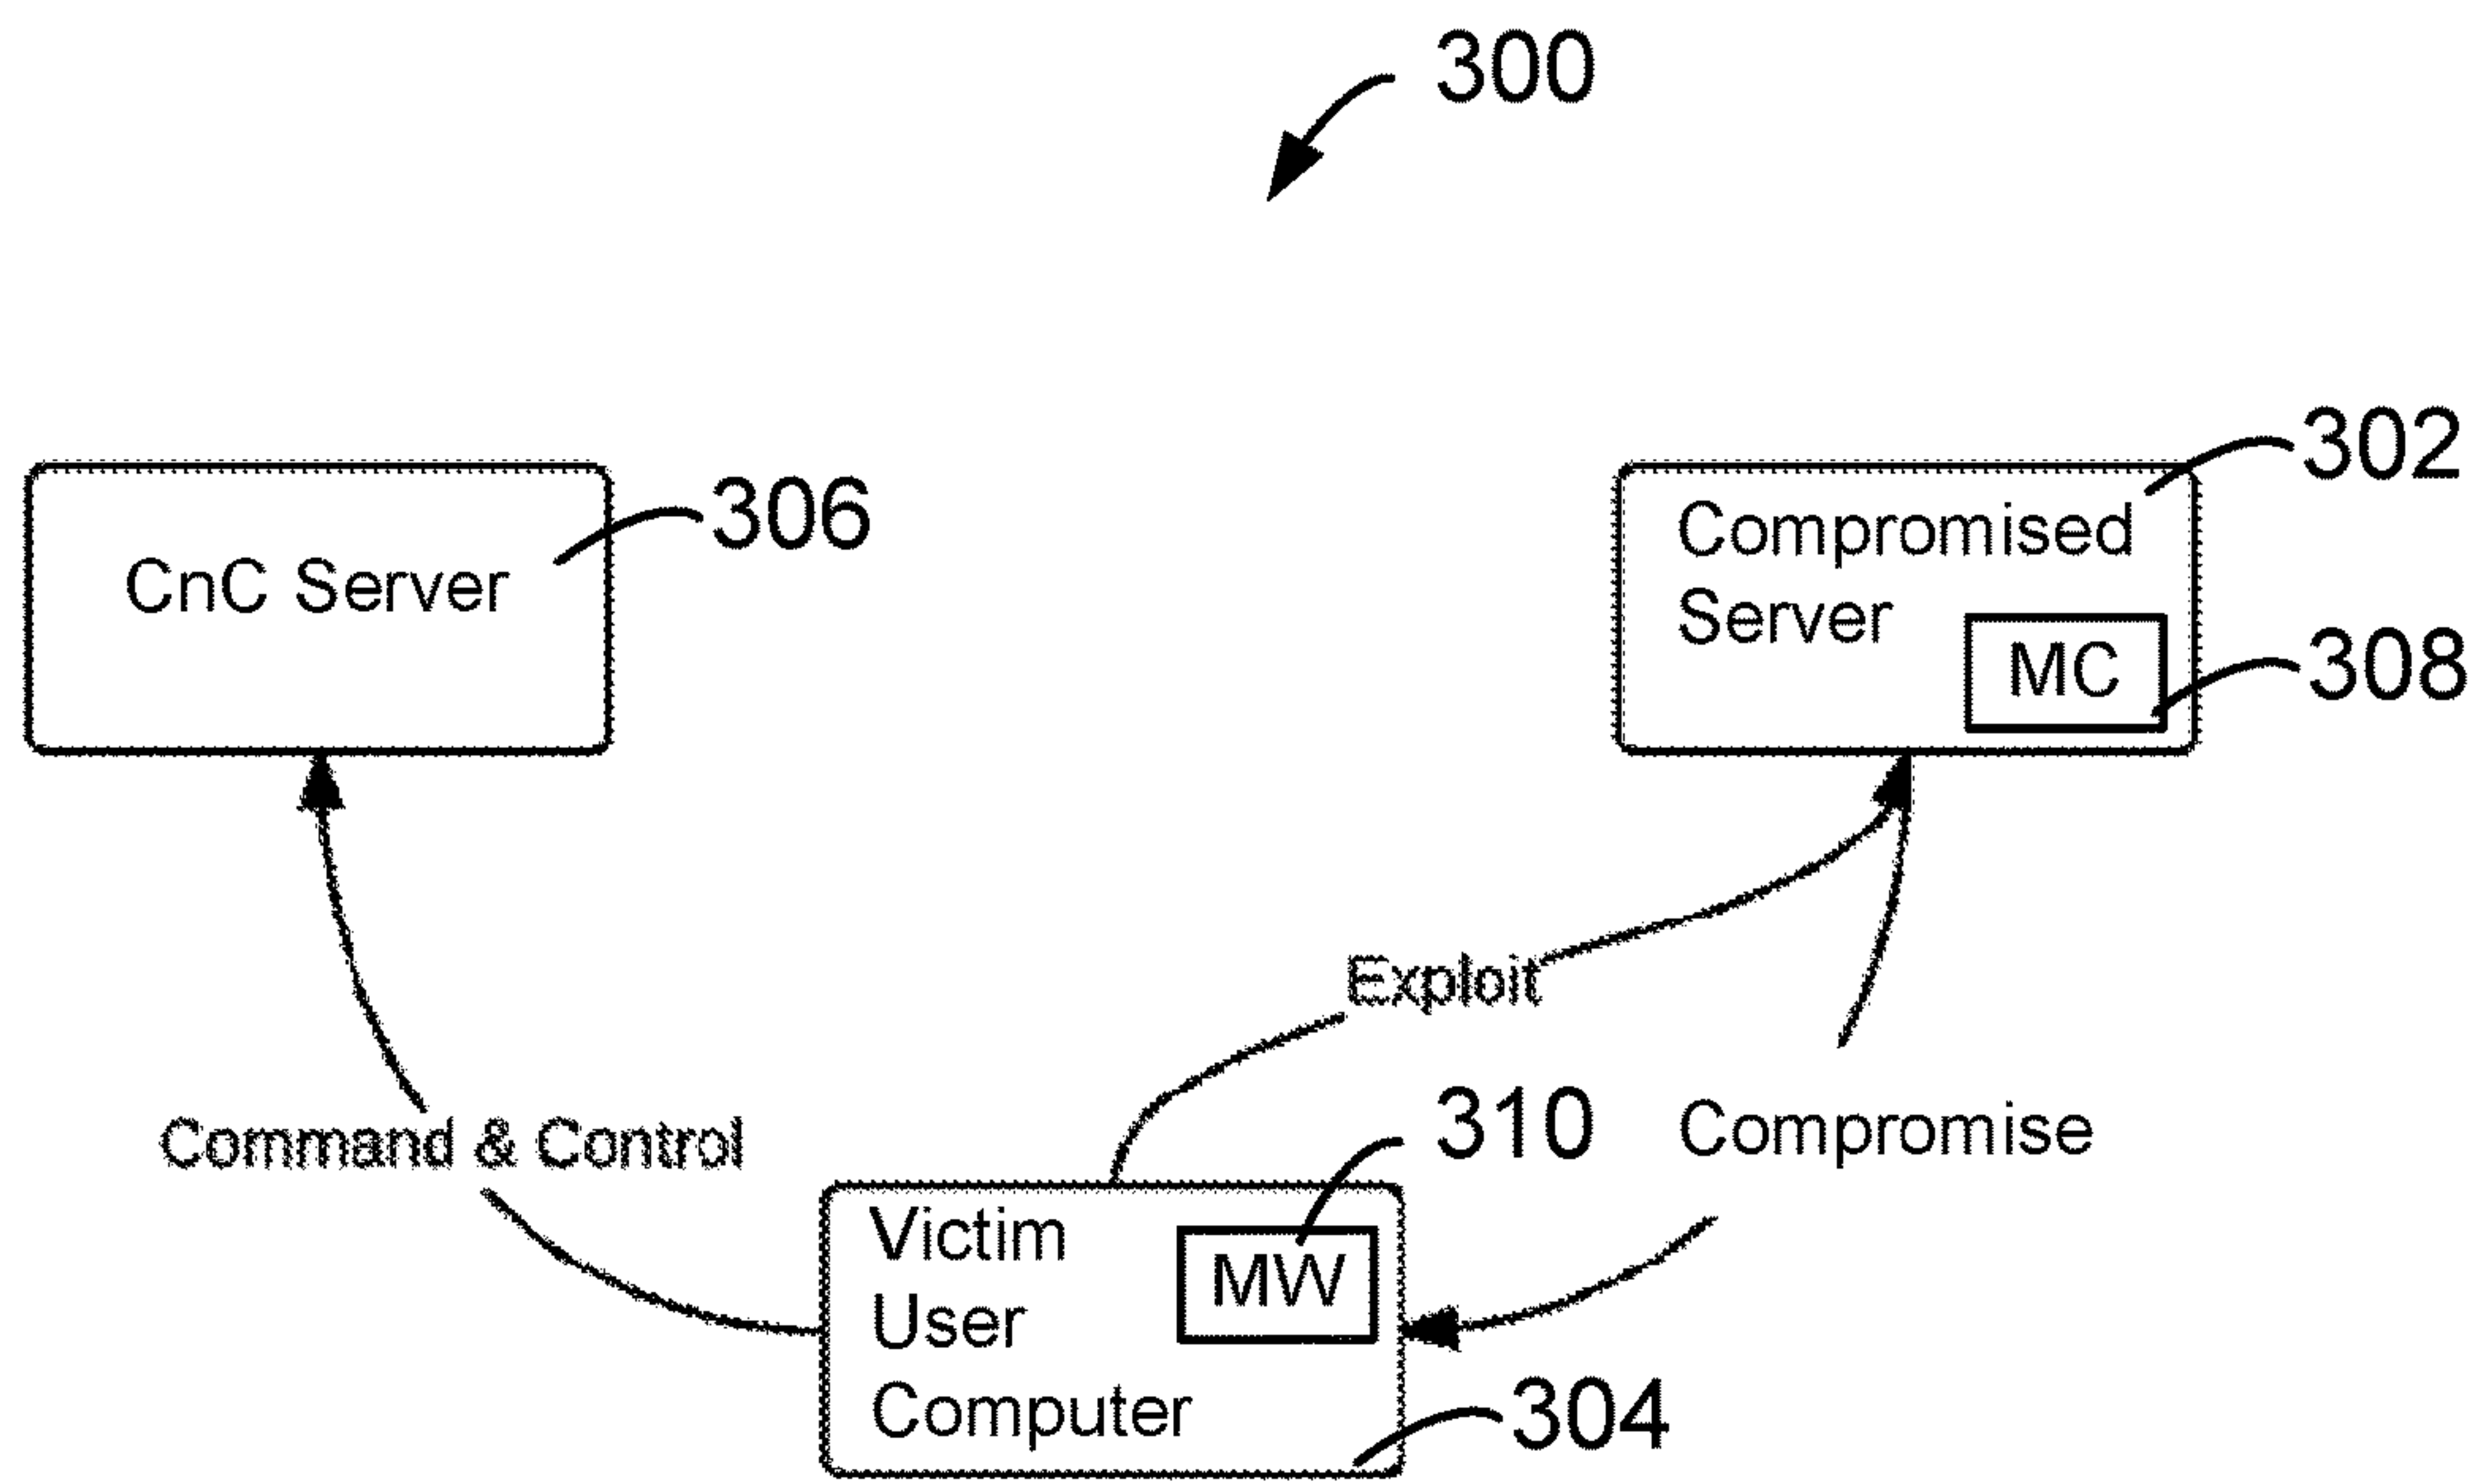 300
302
306
CnC Server
Compromised
Server
MC
308
Exploit
Command & Control
310
Compromise
Victim
User
Computer
MW
304